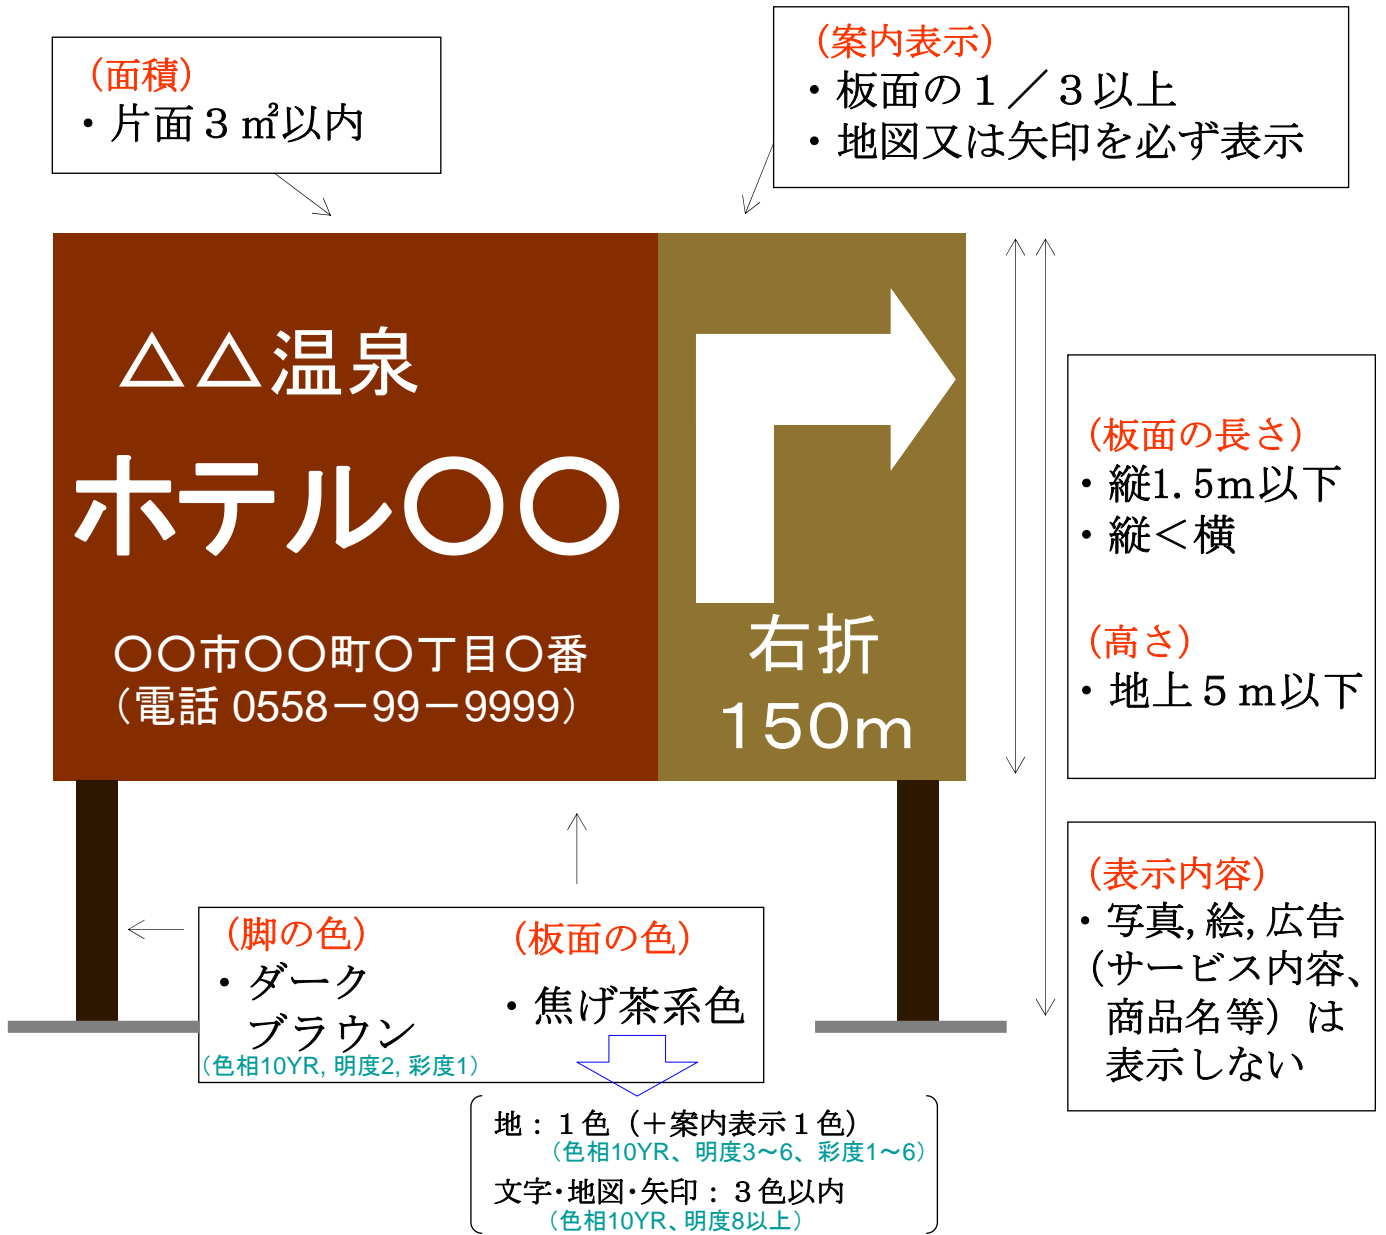 （面積）
・片面３㎡以内
（案内表示）
・板面の１／３以上
・地図又は矢印を必ず表示
△△温泉
ホテル〇〇
〇〇市〇〇町〇丁目〇番
（電話 0558－99－9999）
右折
150m
（板面の長さ）
・縦1.5m以下
・縦＜横
（高さ）
・地上５ｍ以下
（表示内容）
・写真,絵,広告
（サービス内容、
商品名等）は
表示しない
（脚の色）
・ダーク
ブラウン
（色相10YR, 明度2, 彩度1）
（板面の色）
・焦げ茶系色
地：１色（＋案内表示１色）
（色相10YR、明度3～6、彩度1～6）
文字・地図・矢印：３色以内
（色相10YR、明度8以上）